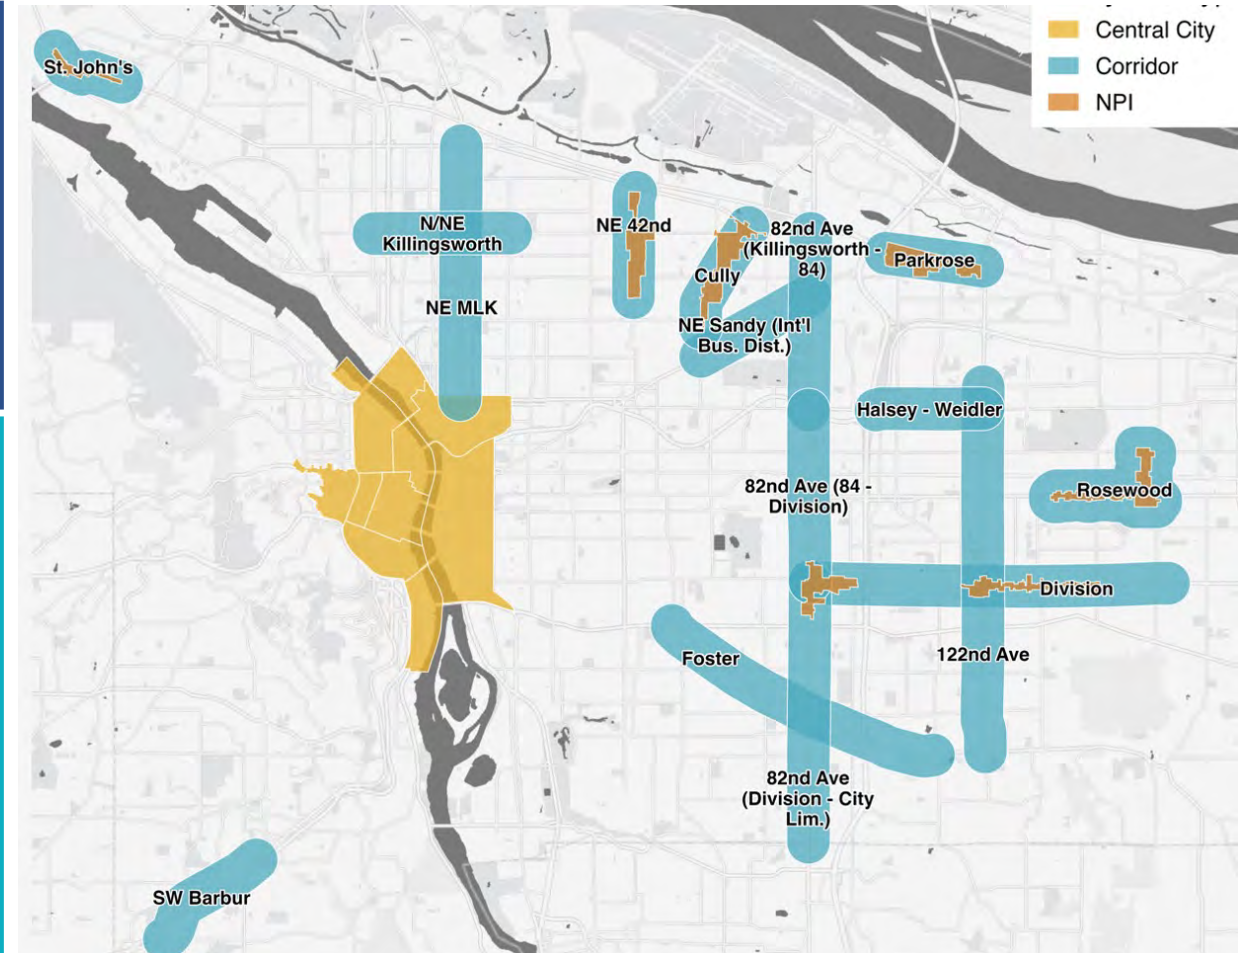 Central City
Corridor
NPI
St. John's
N/NE
Killingsworth
NE 42nd
82nd Ave
(Killingsworth -
84)
Parkrose
Cully
NE MLK
NE Sandy (Int'l
Bus. Dist.)
Halsey - Weidler
82nd Ave (84 -
Division)
Rosewood
Division
Foster
122nd Ave
82nd Ave
(Division - City
Lim.)
SW Barbur